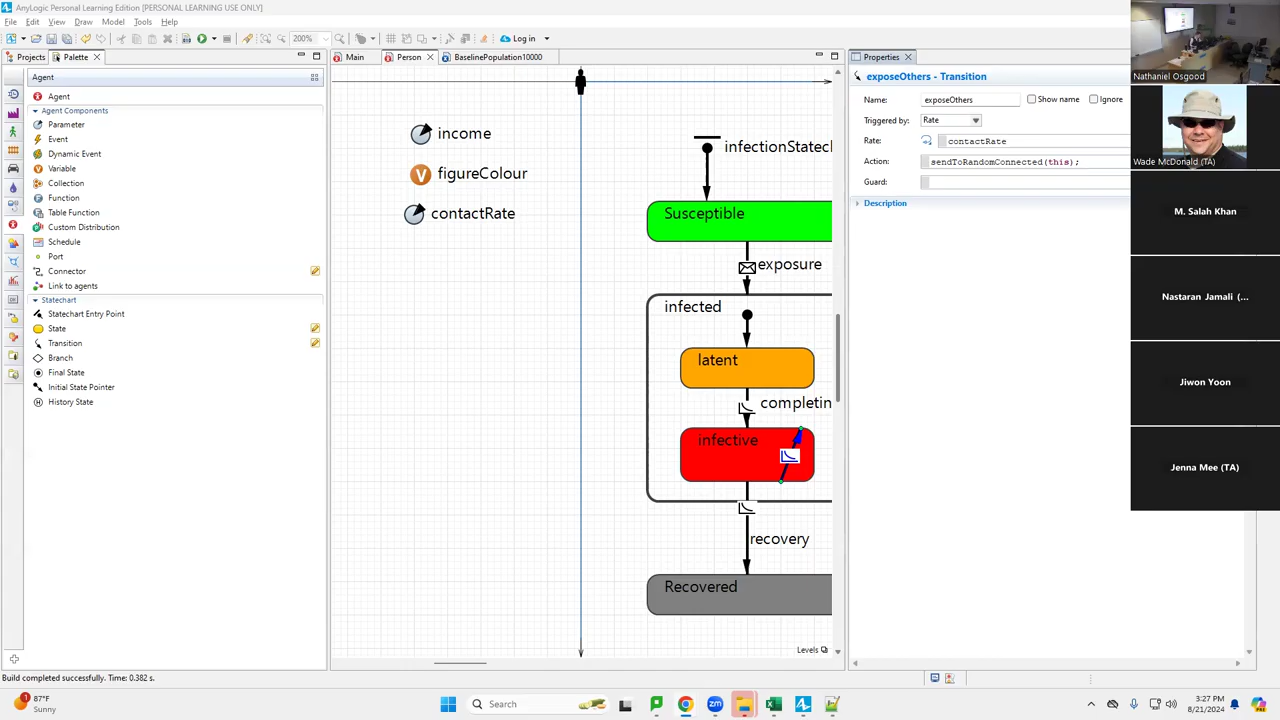 AnyLogic Personal Learning Edition [PERSONAL LEARNING USE ONLY]
File Edit View Draw Model Tools Help
200%
Log in
Projects Palette
Main Person BaselinePopulation10000
Properties
Agent
Agent
Agent Components
Parameter
Event
Dynamic Event
Variable
Collection
Function
Table Function
Custom Distribution
Schedule
Port
Connector
Link to agents
Statechart
Statechart Entry Point
State
Transition
Branch
Final State
Initial State Pointer
History State
income
V figureColour
contactRate
infectionStatecl
Susceptible
exposure
infected
latent
completin
infective
recovery
Recovered
Levels
exposeOthers - Transition
Name: exposeOthers Show name Ignore
Triggered by: Rate
Rate: contactRate
Action: sendToRandomConnected(this);
Guard:
Description
Nathaniel Osgood
Wade McDonald (TA)
M. Salah Khan
Nastaran Jamali (...
Jiwon Yoon
Jenna Mee (TA)
Build completed successfully. Time: 0.382 s.
1
87°F
Sunny
Search
3:27 PM
8/21/2024